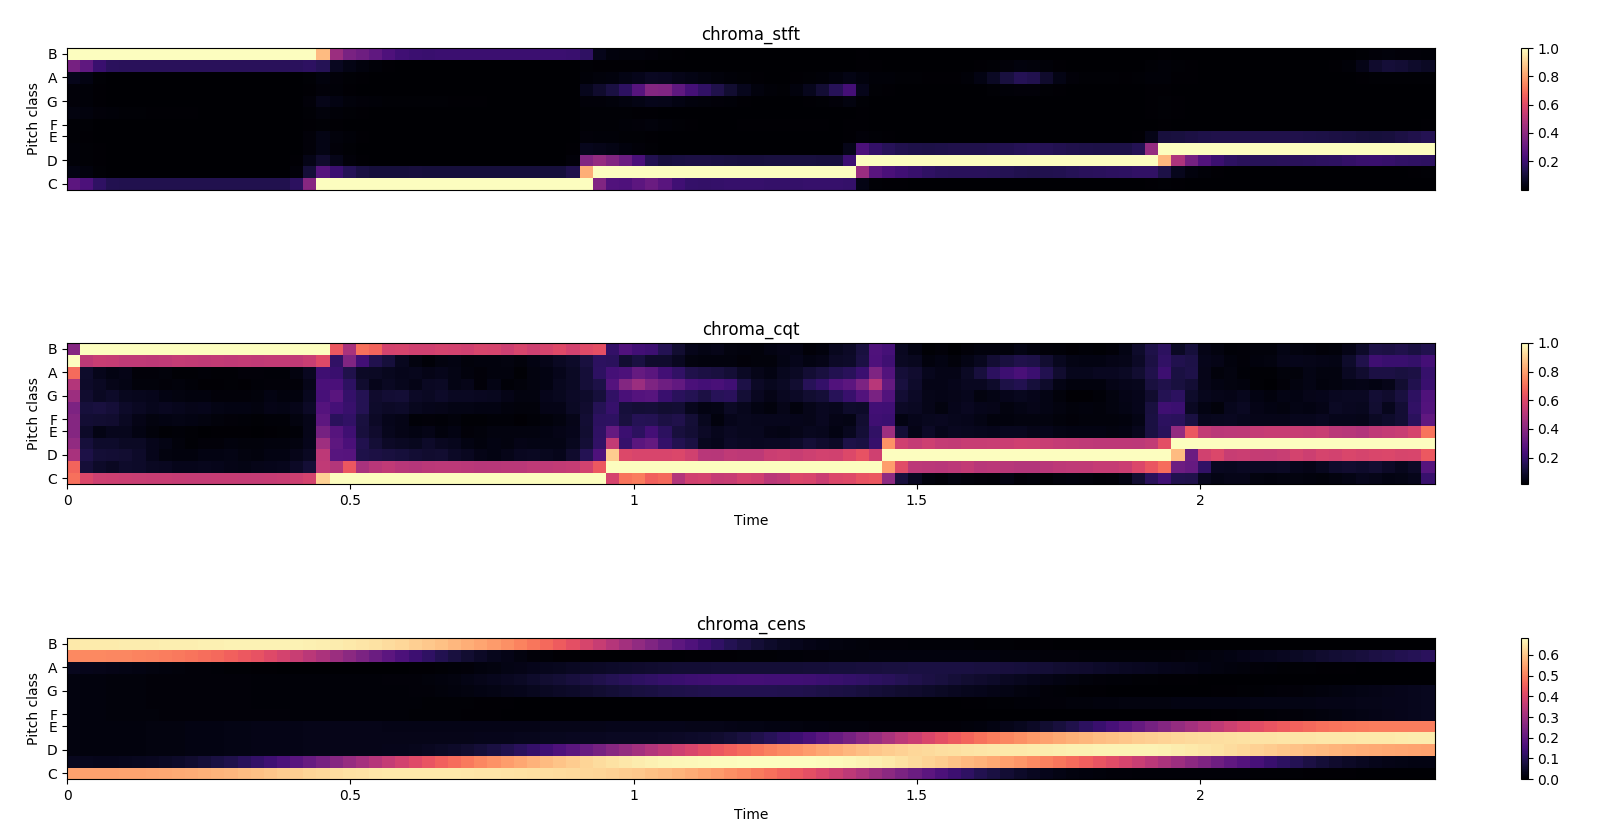 chroma_stft
Pitch class
B
A
G
F
E
D
C
1.0
0.8
0.6
0.4
0.2
chroma_cqt
Pitch class
B
A
G
F
E
D
C
0 0.5 1 1.5 2
Time
1.0
0.8
0.6
0.4
0.2
chroma_cens
Pitch class
B
A
G
F
E
D
C
0 0.5 1 1.5 2
Time
0.6
0.5
0.4
0.3
0.2
0.1
0.0